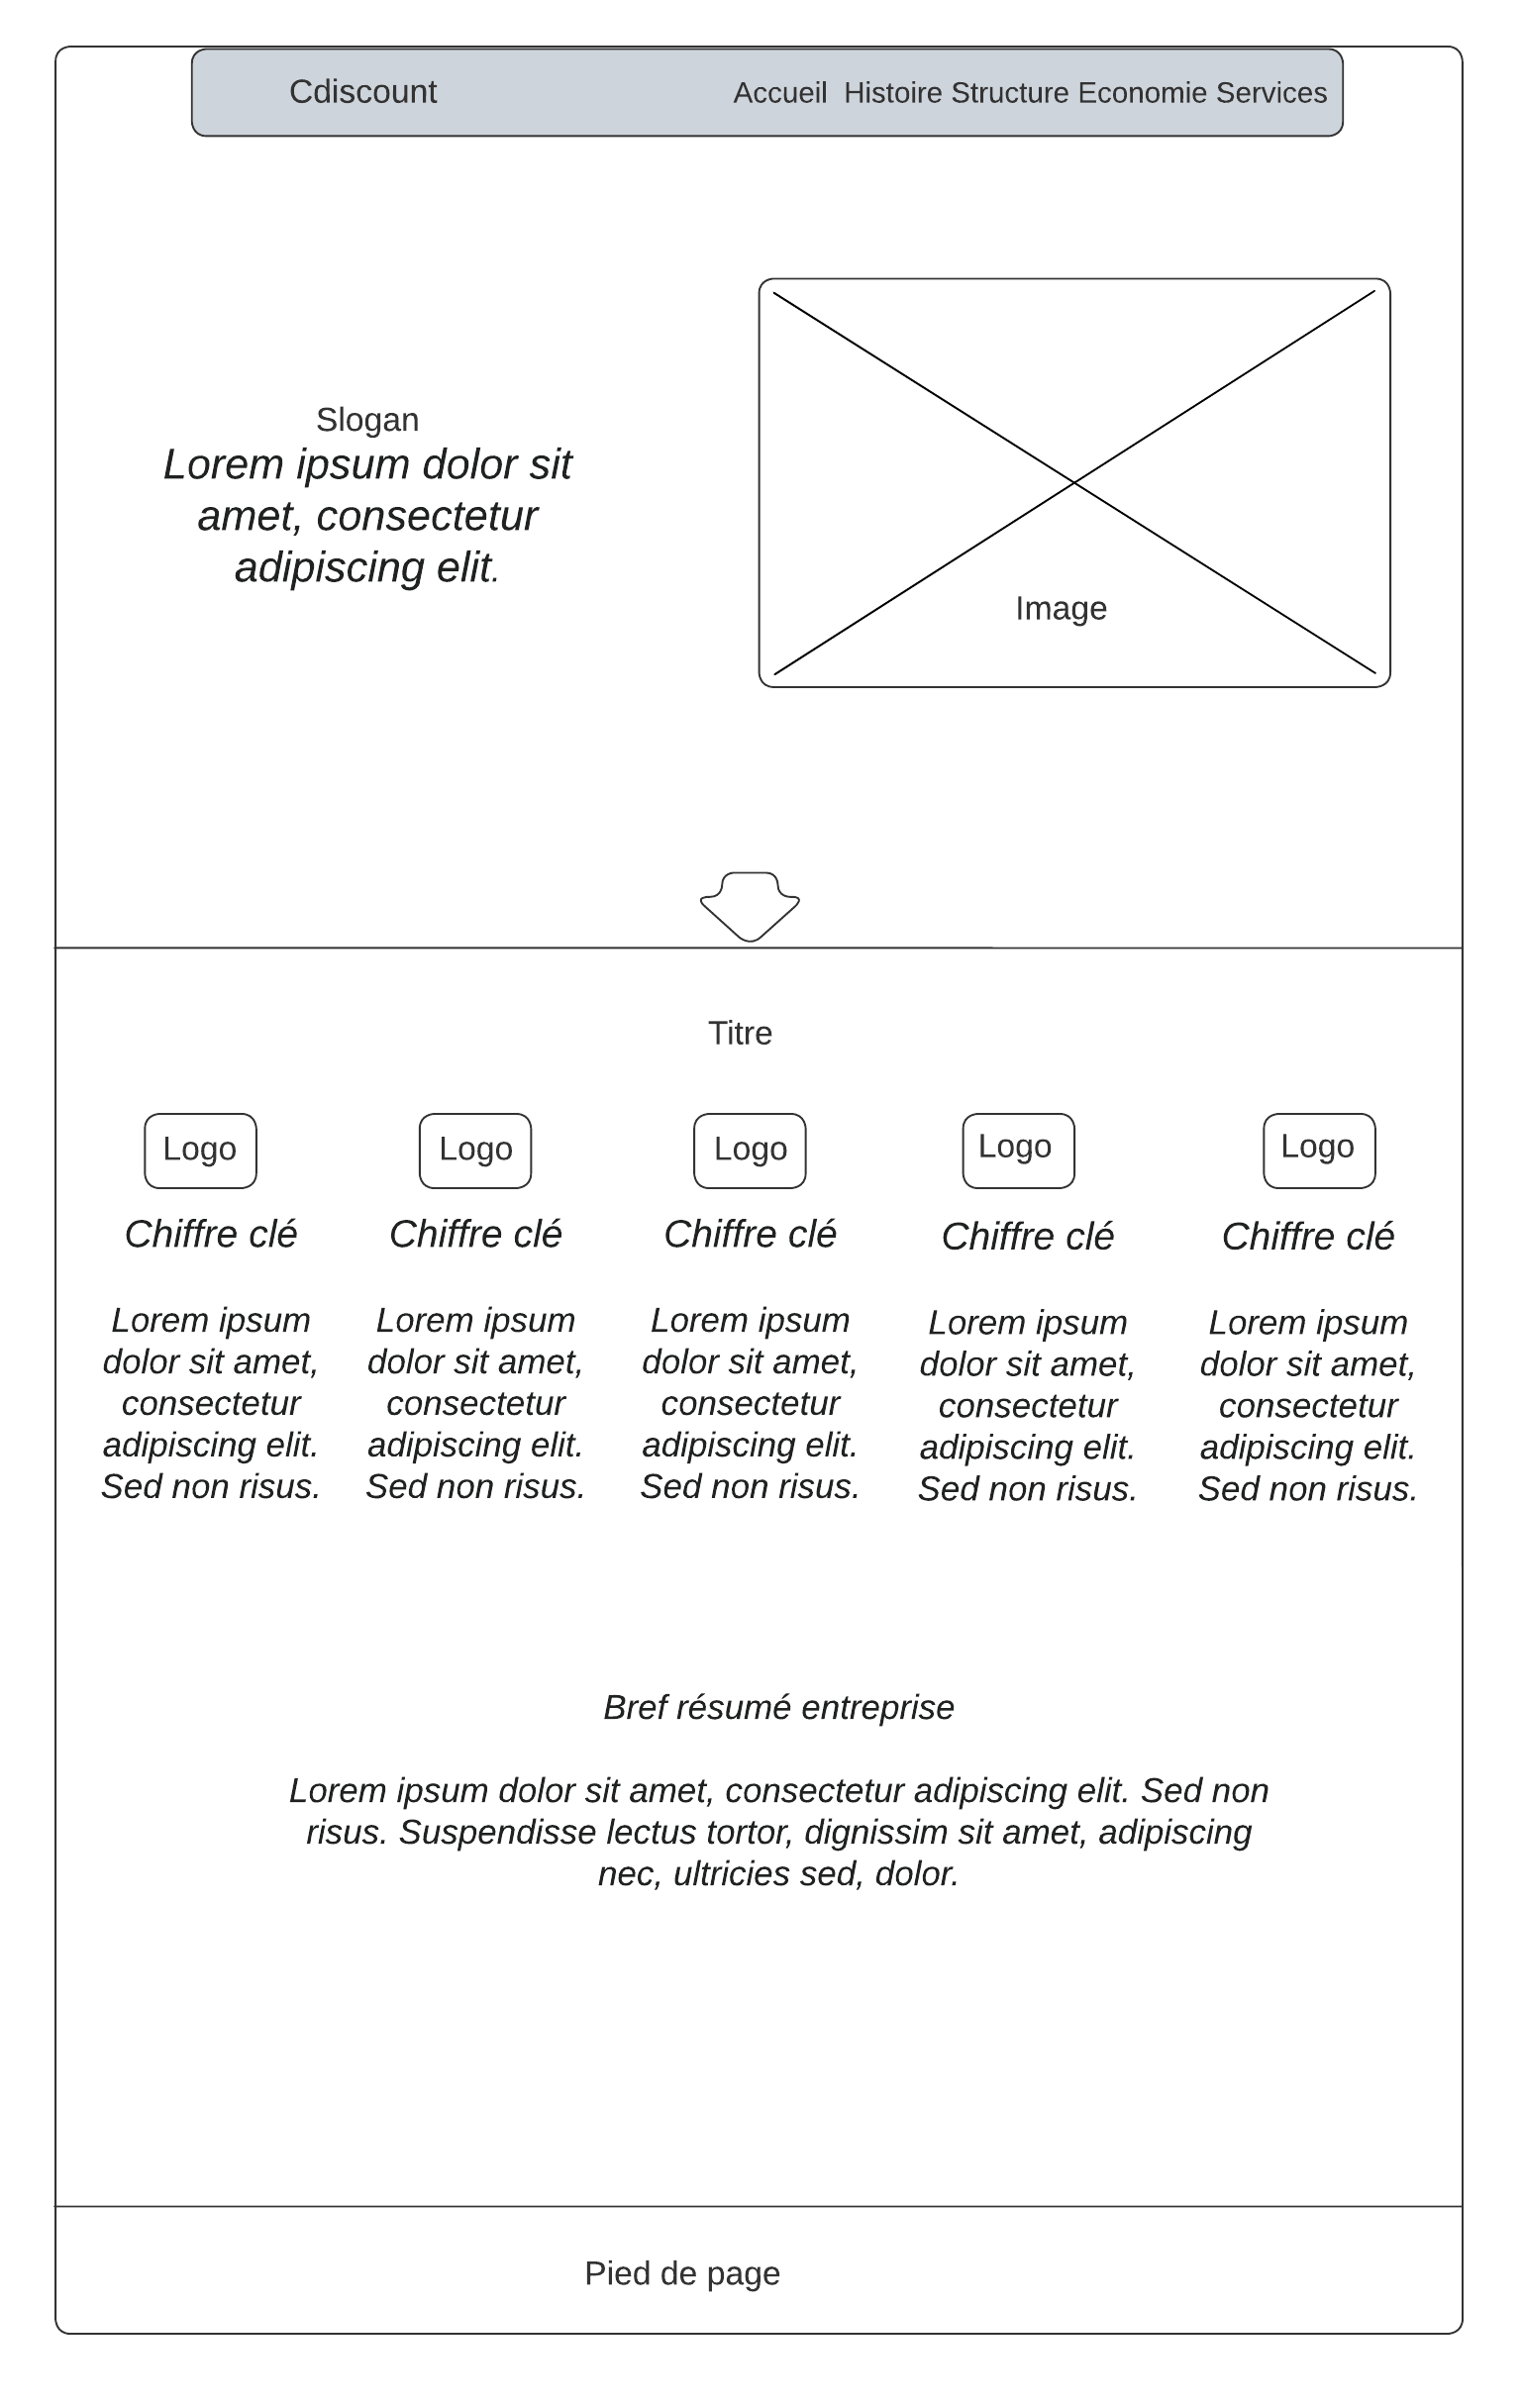 Cdiscount
Accueil Histoire Structure Economie Services
Slogan
Lorem ipsum dolor sit
amet, consectetur
adipiscing elit.
Image
Titre
Logo
Chiffre clé
Lorem ipsum
dolor sit amet,
consectetur
adipiscing elit.
Sed non risus.
Logo
Chiffre clé
Lorem ipsum
dolor sit amet,
consectetur
adipiscing elit.
Sed non risus.
Logo
Chiffre clé
Lorem ipsum
dolor sit amet,
consectetur
adipiscing elit.
Sed non risus.
Logo
Chiffre clé
Lorem ipsum
dolor sit amet,
consectetur
adipiscing elit.
Sed non risus.
Logo
Chiffre clé
Lorem ipsum
dolor sit amet,
consectetur
adipiscing elit.
Sed non risus.
Bref résumé entreprise
Lorem ipsum dolor sit amet, consectetur adipiscing elit. Sed non
risus. Suspendisse lectus tortor, dignissim sit amet, adipiscing
nec, ultricies sed, dolor.
Pied de page